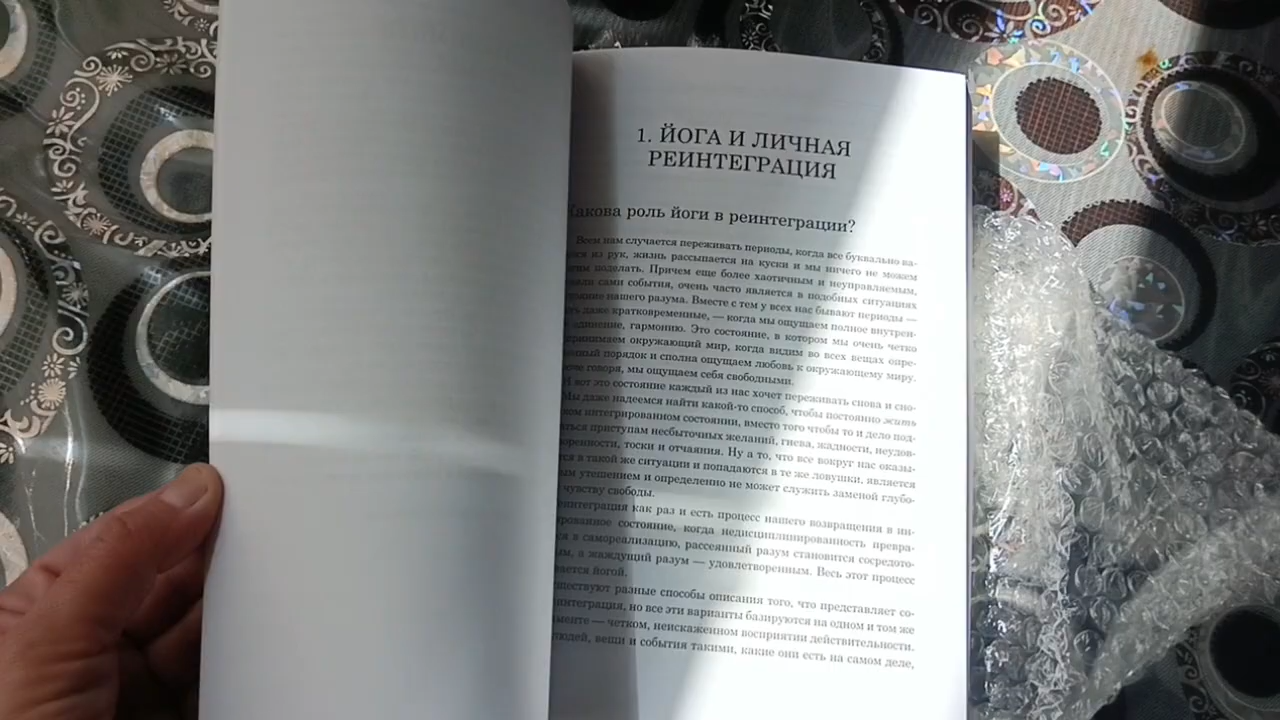 1. ЙОГА И ЛИЧНАЯ
РЕИНТЕГРАЦИЯ
Какова роль йоги в реинтеграции?
Всем нам случается переживать периоды, когда все буквально ва-
из рук, жизнь рассыпается на куски и мы ничего не можем
поделать. Причем еще более хаотичным и неуправляемым,
сами события, очень часто является в подобных ситуациях
нашего разума. Вместе с тем у всех нас бывают периоды —
даже кратковременные, — когда мы ощущаем полное внутрен-
единение, гармонию. Это состояние, в котором мы очень четко
окружающий мир, когда видим во всех вещах опре-
порядок и сполна ощущаем любовь к окружающему миру.
говоря, мы ощущаем себя свободными.
И вот это состояние каждый из нас хочет переживать снова и сно-
Мы даже надеемся найти какой-то способ, чтобы постоянно жить
интегрированном состоянии, вместо того чтобы то и дело под-
приступам несбыточных желаний, гнева, жадности, неудов-
тоски и отчаяния. Ну а то, что все вокруг нас оказы-
в такой же ситуации и попадаются в те же ловушки, является
утешением и определенно не может служить заменой глубо-
чувству свободы.
как раз и есть процесс нашего возвращения в ин-
состояние, когда недисциплинированность превра-
в самореализацию, рассеянный разум становится сосредото-
а жаждущий разум — удовлетворенным. Весь этот процесс
йогой.
разные способы описания того, что представляет со-
но все эти варианты базируются на одном и том же
— четком, неискаженном восприятии действительности.
вещи и события такими, какие они есть на самом деле,